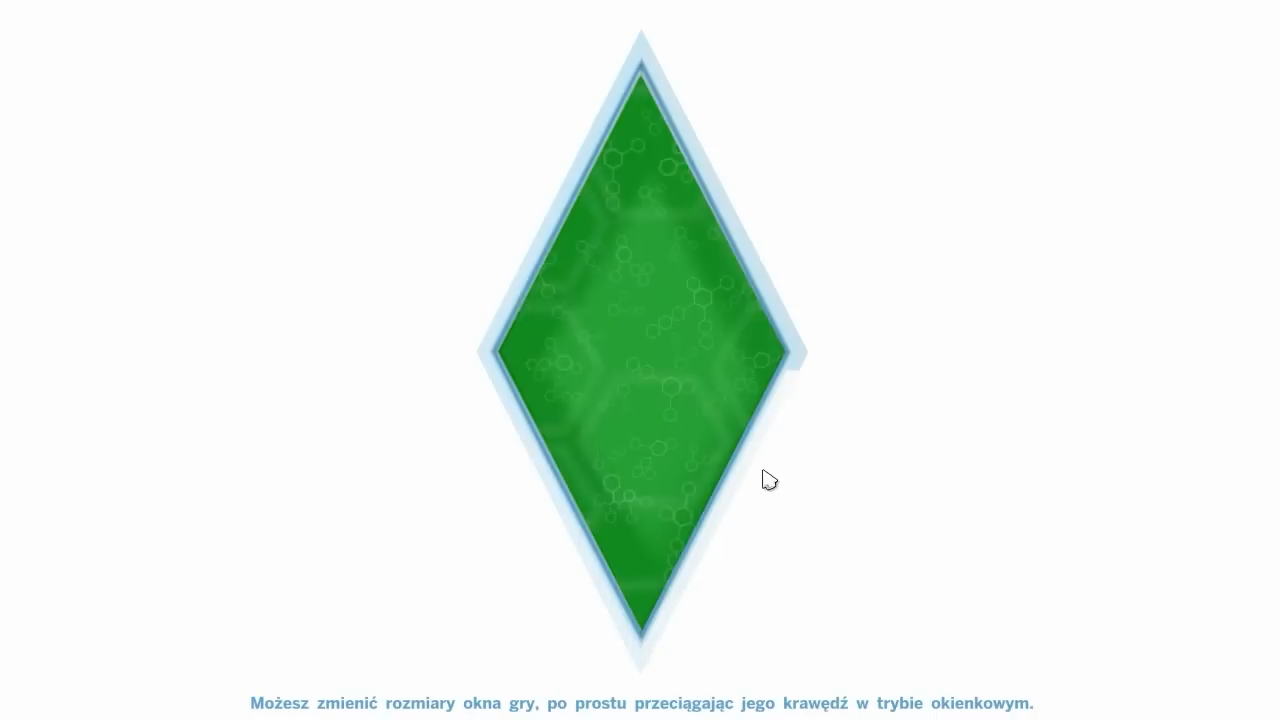 Możesz zmienić rozmiary okna gry, po prostu przeciągając jego krawędź w trybie okienkowym.